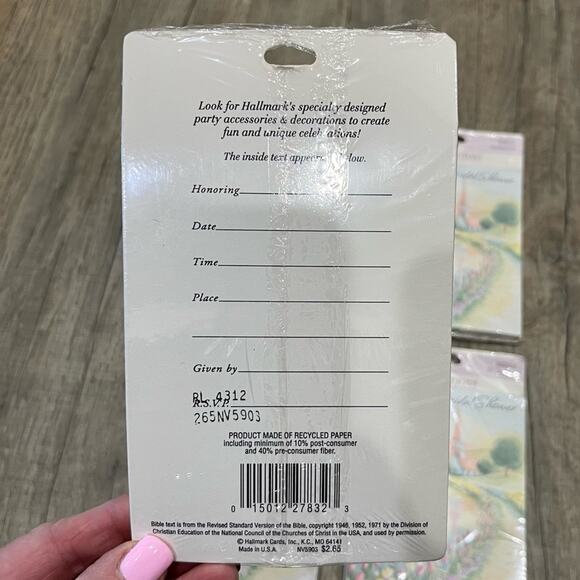 Look for Hallmark's specialty designed
party accessories & decorations to create
fun and unique celebrations!
The inside text appears below.
Honoring
Date
Time
Place
Given by
BL 4312
R.S.V.P.
265NV5903
PRODUCT MADE OF RECYCLED PAPER
including minimum of 10% post-consumer
and 40% pre-consumer fiber.
0 15012 27832 3
Bible text is from the Revised Standard Version of the Bible, copyright 1946, 1952, 1971 by the Division of
Christian Education of the National Council of the Churches of Christ in the USA, and used by permission.
© Hallmark Cards, Inc., K.C., MO 64141
Made in U.S.A. NV5903 $2.65
Shower